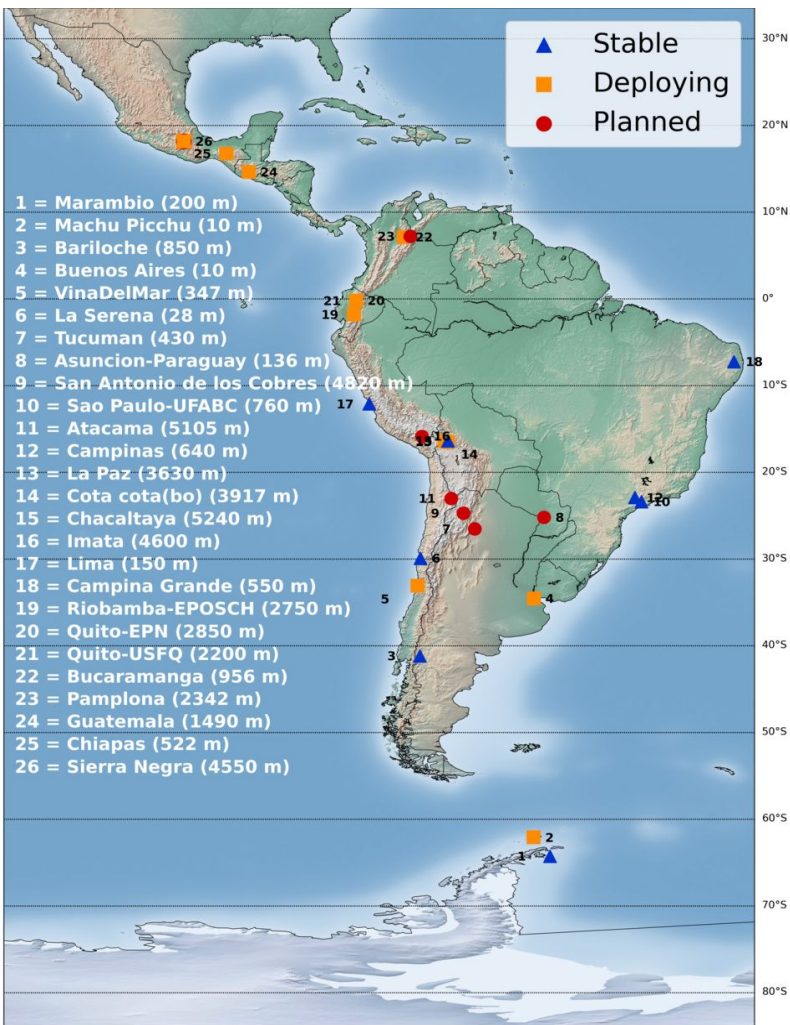 Stable
Deploying
Planned
30°N
20°N
10°N
0°
10°S
20°S
30°S
40°S
50°S
60°S
70°S
80°S
1 = Marambio (200 m)
2 = Machu Picchu (10 m)
3 = Bariloche (850 m)
4 = Buenos Aires (10 m)
5 = VinaDelMar (347 m)
6 = La Serena (28 m)
7 = Tucuman (430 m)
8 = Asuncion-Paraguay (136 m)
9 = San Antonio de los Cobres (4820 m)
10 = Sao Paulo-UFABC (760 m)
11 = Atacama (5105 m)
12 = Campinas (640 m)
13 = La Paz (3630 m)
14 = Cota cota(bo) (3917 m)
15 = Chacaltaya (5240 m)
16 = Imata (4600 m)
17 = Lima (150 m)
18 = Campina Grande (550 m)
19 = Riobamba-EPOSCH (2750 m)
20 = Quito-EPN (2850 m)
21 = Quito-USFQ (2200 m)
22 = Bucaramanga (956 m)
23 = Pamplona (2342 m)
24 = Guatemala (1490 m)
25 = Chiapas (522 m)
26 = Sierra Negra (4550 m)
26
25
24
23
22
21
20
19
18
17
16
14
12
10
11
9
8
7
6
5
4
3
2
1